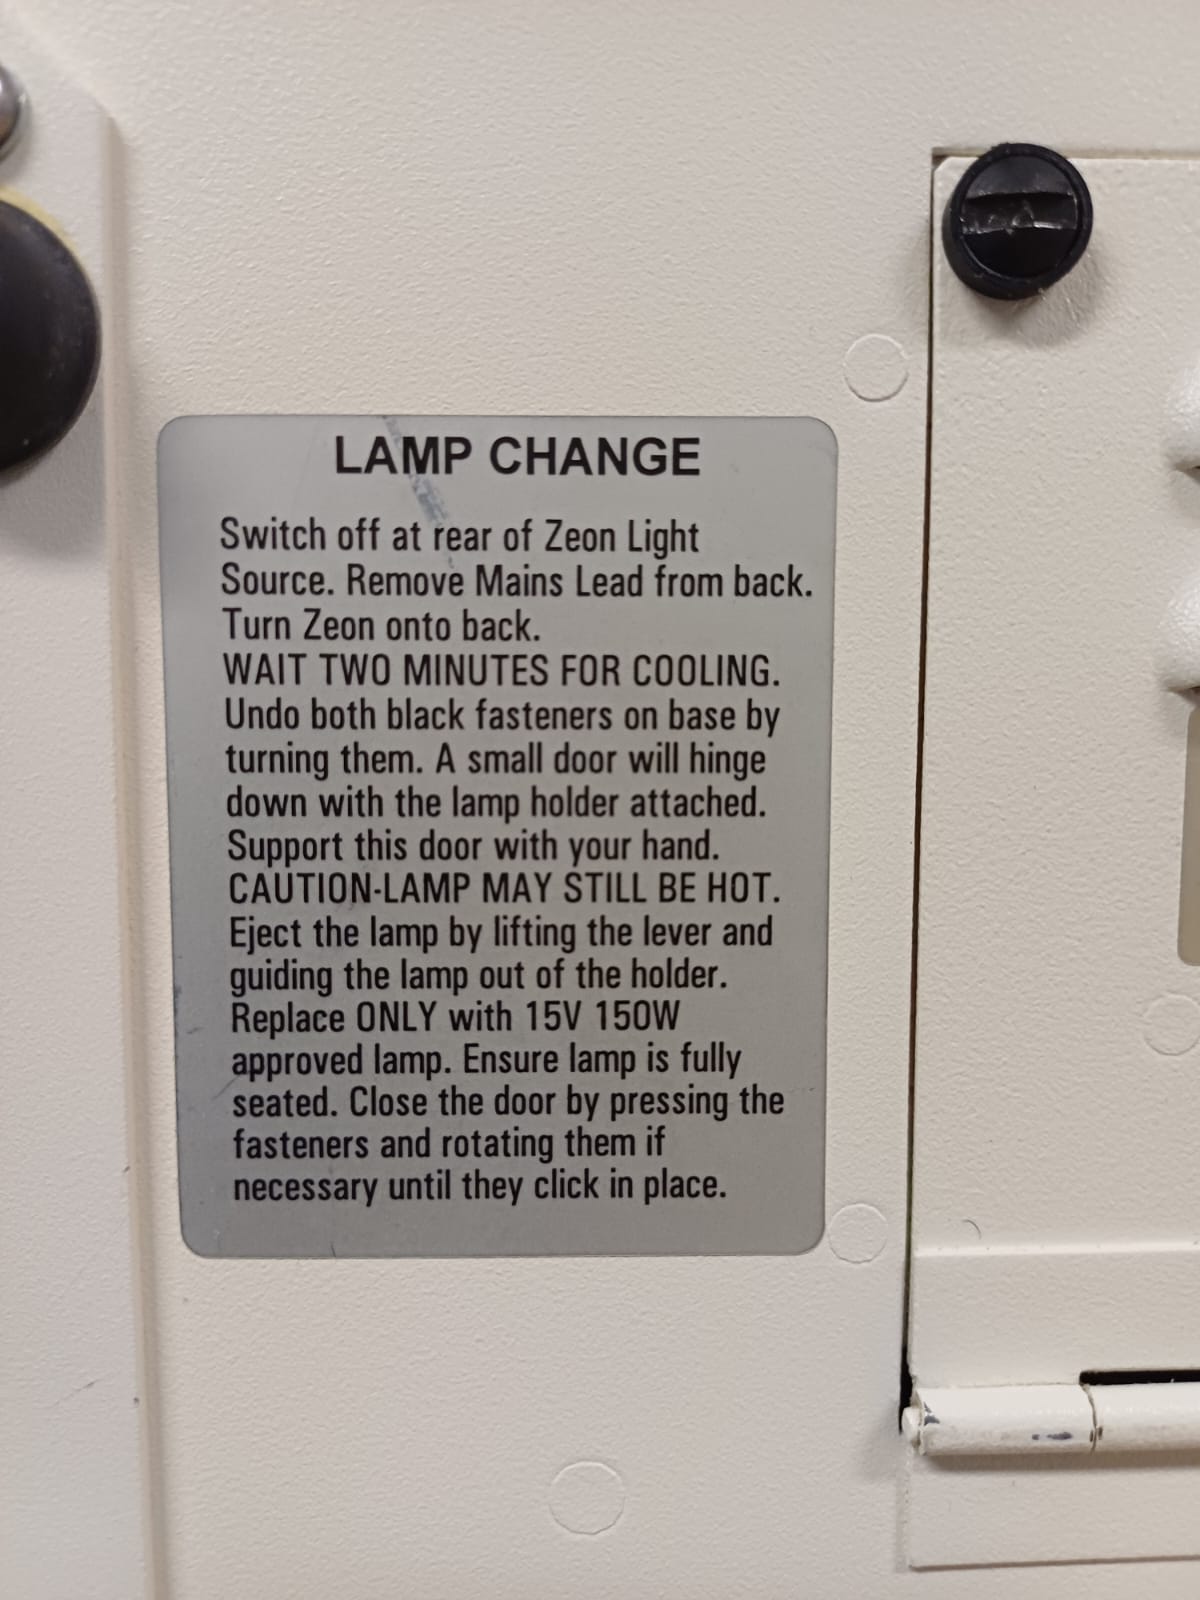 LAMP CHANGE
Switch off at rear of Zeon Light
Source. Remove Mains Lead from back.
Turn Zeon onto back.
WAIT TWO MINUTES FOR COOLING.
Undo both black fasteners on base by
turning them. A small door will hinge
down with the lamp holder attached.
Support this door with your hand.
CAUTION-LAMP MAY STILL BE HOT.
Eject the lamp by lifting the lever and
guiding the lamp out of the holder.
Replace ONLY with 15V 150W
approved lamp. Ensure lamp is fully
seated. Close the door by pressing the
fasteners and rotating them if
necessary until they click in place.